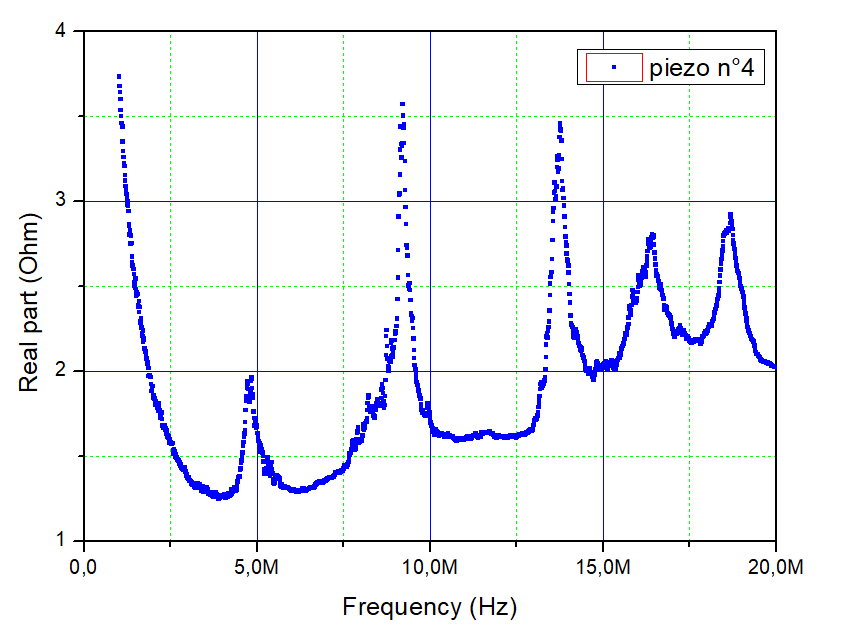 4
piezo n°4
3
Real part (Ohm)
2
1
0,0 5,0M 10,0M 15,0M 20,0M
Frequency (Hz)